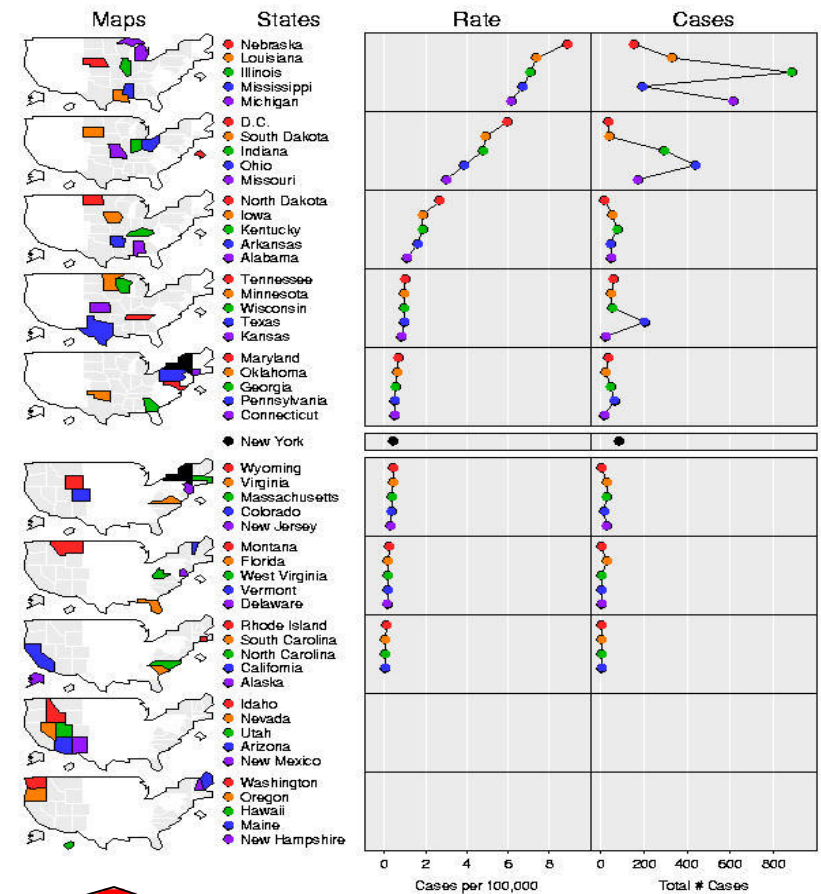 Maps States Rate Cases
Nebraska
Louisiana
Illinois
Mississippi
Michigan
D.C.
South Dakota
Indiana
Ohio
Missouri
North Dakota
Iowa
Kentucky
Arkansas
Alabama
Tennessee
Minnesota
Wisconsin
Texas
Kansas
Maryland
Oklahoma
Georgia
Pennsylvania
Connecticut
New York
Wyoming
Virginia
Massachusetts
Colorado
New Jersey
Montana
Florida
West Virginia
Vermont
Delaware
Rhode Island
South Carolina
North Carolina
California
Alaska
Idaho
Nevada
Utah
Arizona
New Mexico
Washington
Oregon
Hawaii
Maine
New Hampshire
0 2 4 6 8 0 200 400 600 800
Cases per 100,000 Total # Cases